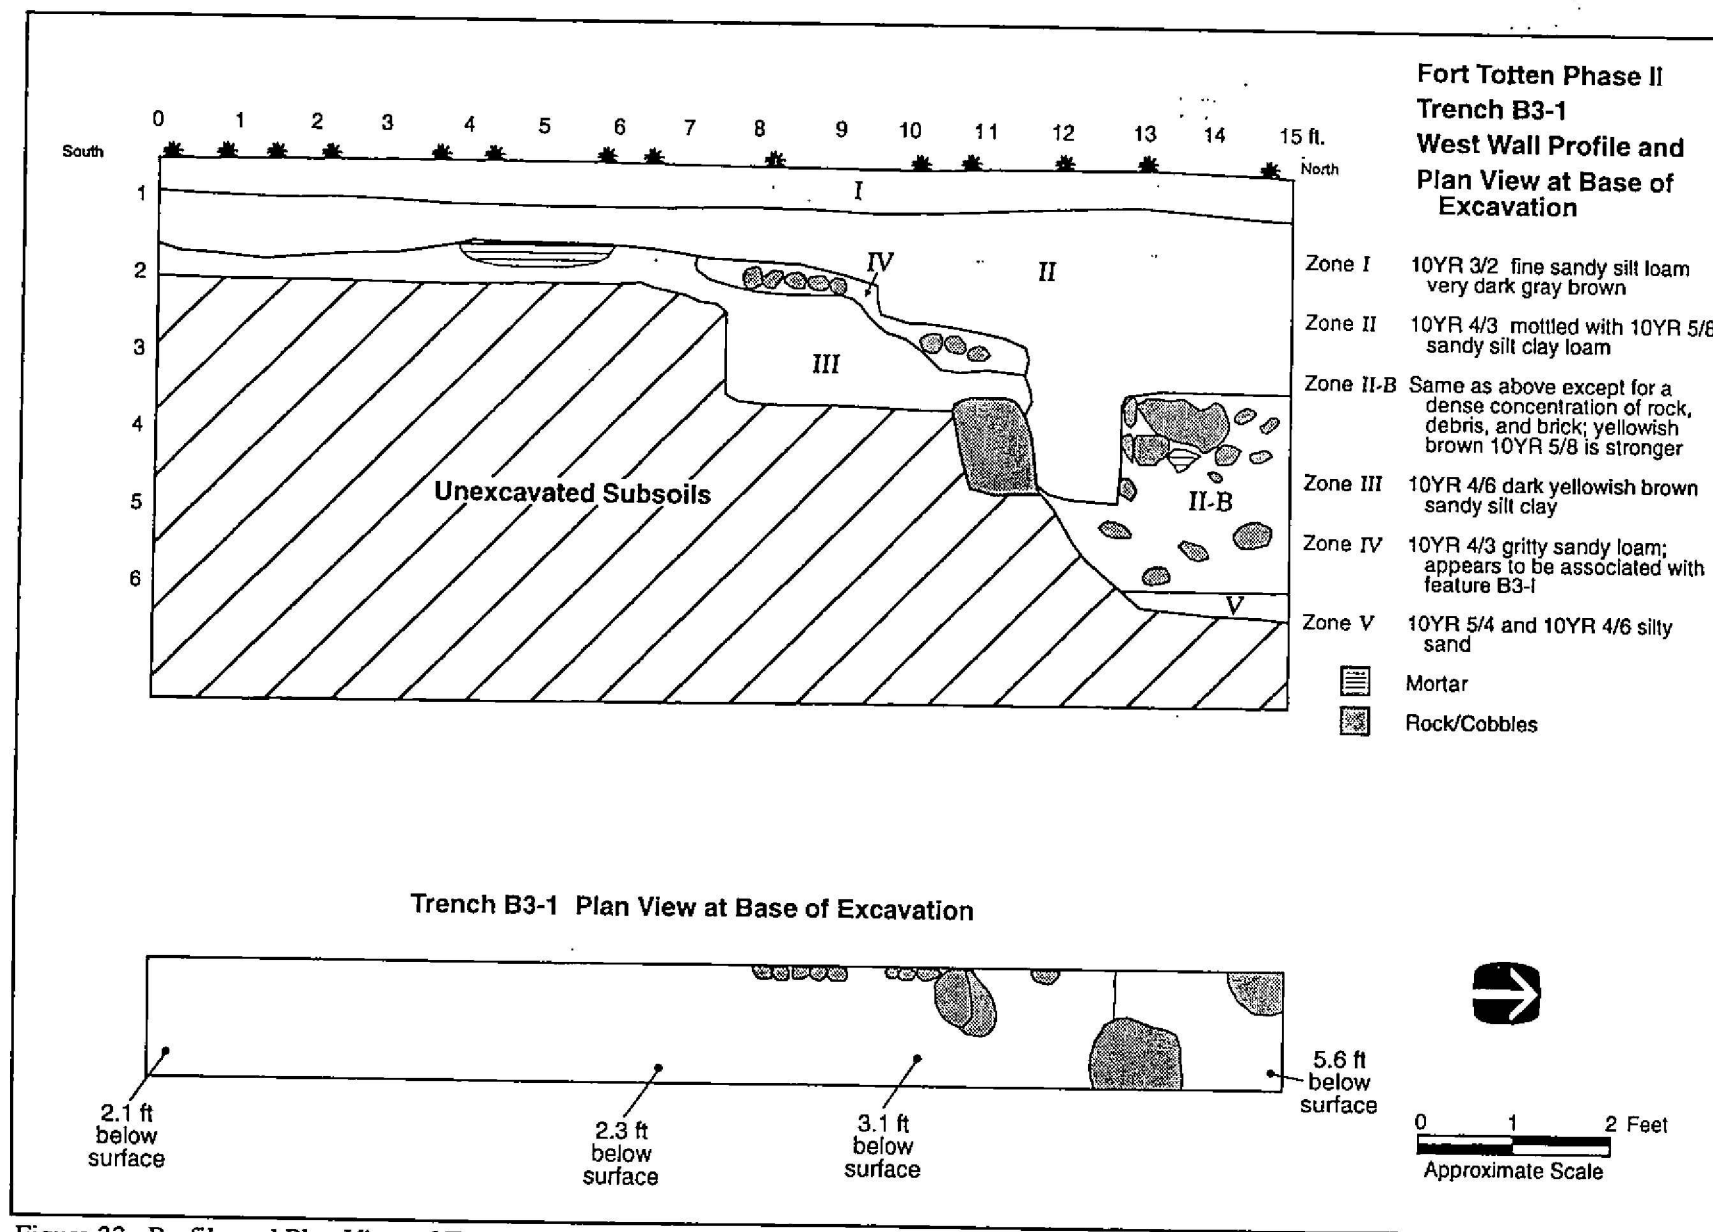 Fort Totten Phase II
Trench B3-1
West Wall Profile and
Plan View at Base of
Excavation
0 1 2 3 4 5 6 7 8 9 10 11 12 13 14 15 ft.
South
North
1
2
3
4
5
6
I
II
IV
III
II-B
V
Unexcavated Subsoils
Zone I 10YR 3/2 fine sandy silt loam
very dark gray brown
Zone II 10YR 4/3 mottled with 10YR 5/8
sandy silt clay loam
Zone II-B Same as above except for a
dense concentration of rock,
debris, and brick; yellowish
brown 10YR 5/8 is stronger
Zone III 10YR 4/6 dark yellowish brown
sandy silt clay
Zone IV 10YR 4/3 gritty sandy loam;
appears to be associated with
feature B3-I
Zone V 10YR 5/4 and 10YR 4/6 silty
sand
Mortar
Rock/Cobbles
Trench B3-1 Plan View at Base of Excavation
2.1 ft
below
surface
2.3 ft
below
surface
3.1 ft
below
surface
5.6 ft
below
surface
0 1 2 Feet
Approximate Scale